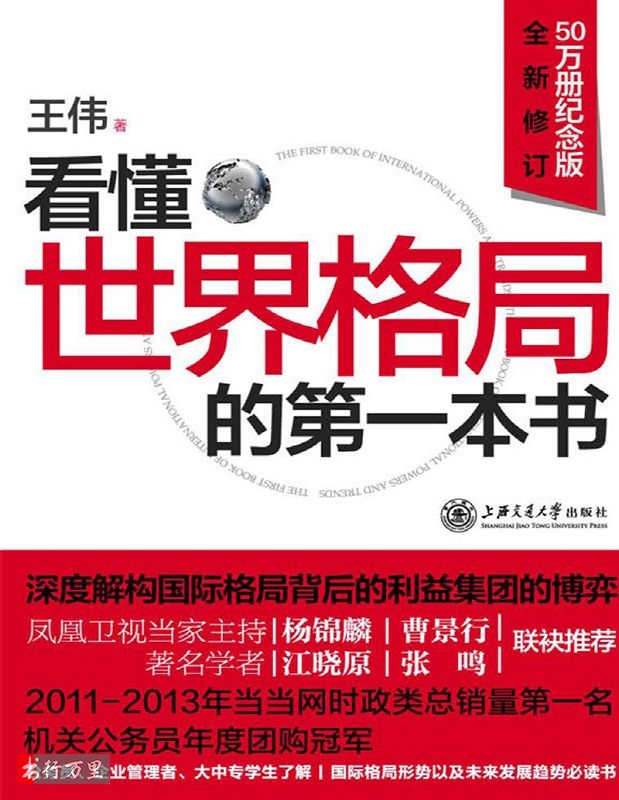 50万册纪念版
全新修订
王伟 著
看懂
THE FIRST BOOK OF INTERNATIONAL POWERS A
世界格局
的第一本书
TIONAL POWERS AND TRENDS THE FIRST BOOK OF INTERNATIONAL POWERS A
上海交通大学出版社
SHANGHAI JIAO TONG UNIVERSITY PRESS
深度解构国际格局背后的利益集团的博弈
凤凰卫视当家主持 | 杨锦麟 | 曹景行
著名学者 | 江晓原 | 张 鸣
联袂推荐
2011-2013年当当网时政类总销量第一名
机关公务员年度团购冠军
企业管理者、大中专学生了解 | 国际格局形势以及未来发展趋势必读书
行万里